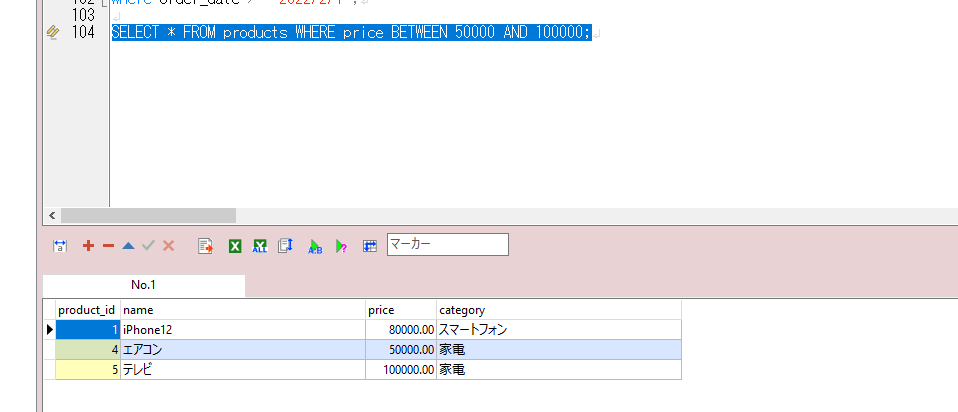 102 where order_date > '2022/2/1';
103
104 SELECT * FROM products WHERE price BETWEEN 50000 AND 100000;
マーカー
No.1
product_id name price category
1 iPhone12 80000.00 スマートフォン
4 エアコン 50000.00 家電
5 テレビ 100000.00 家電